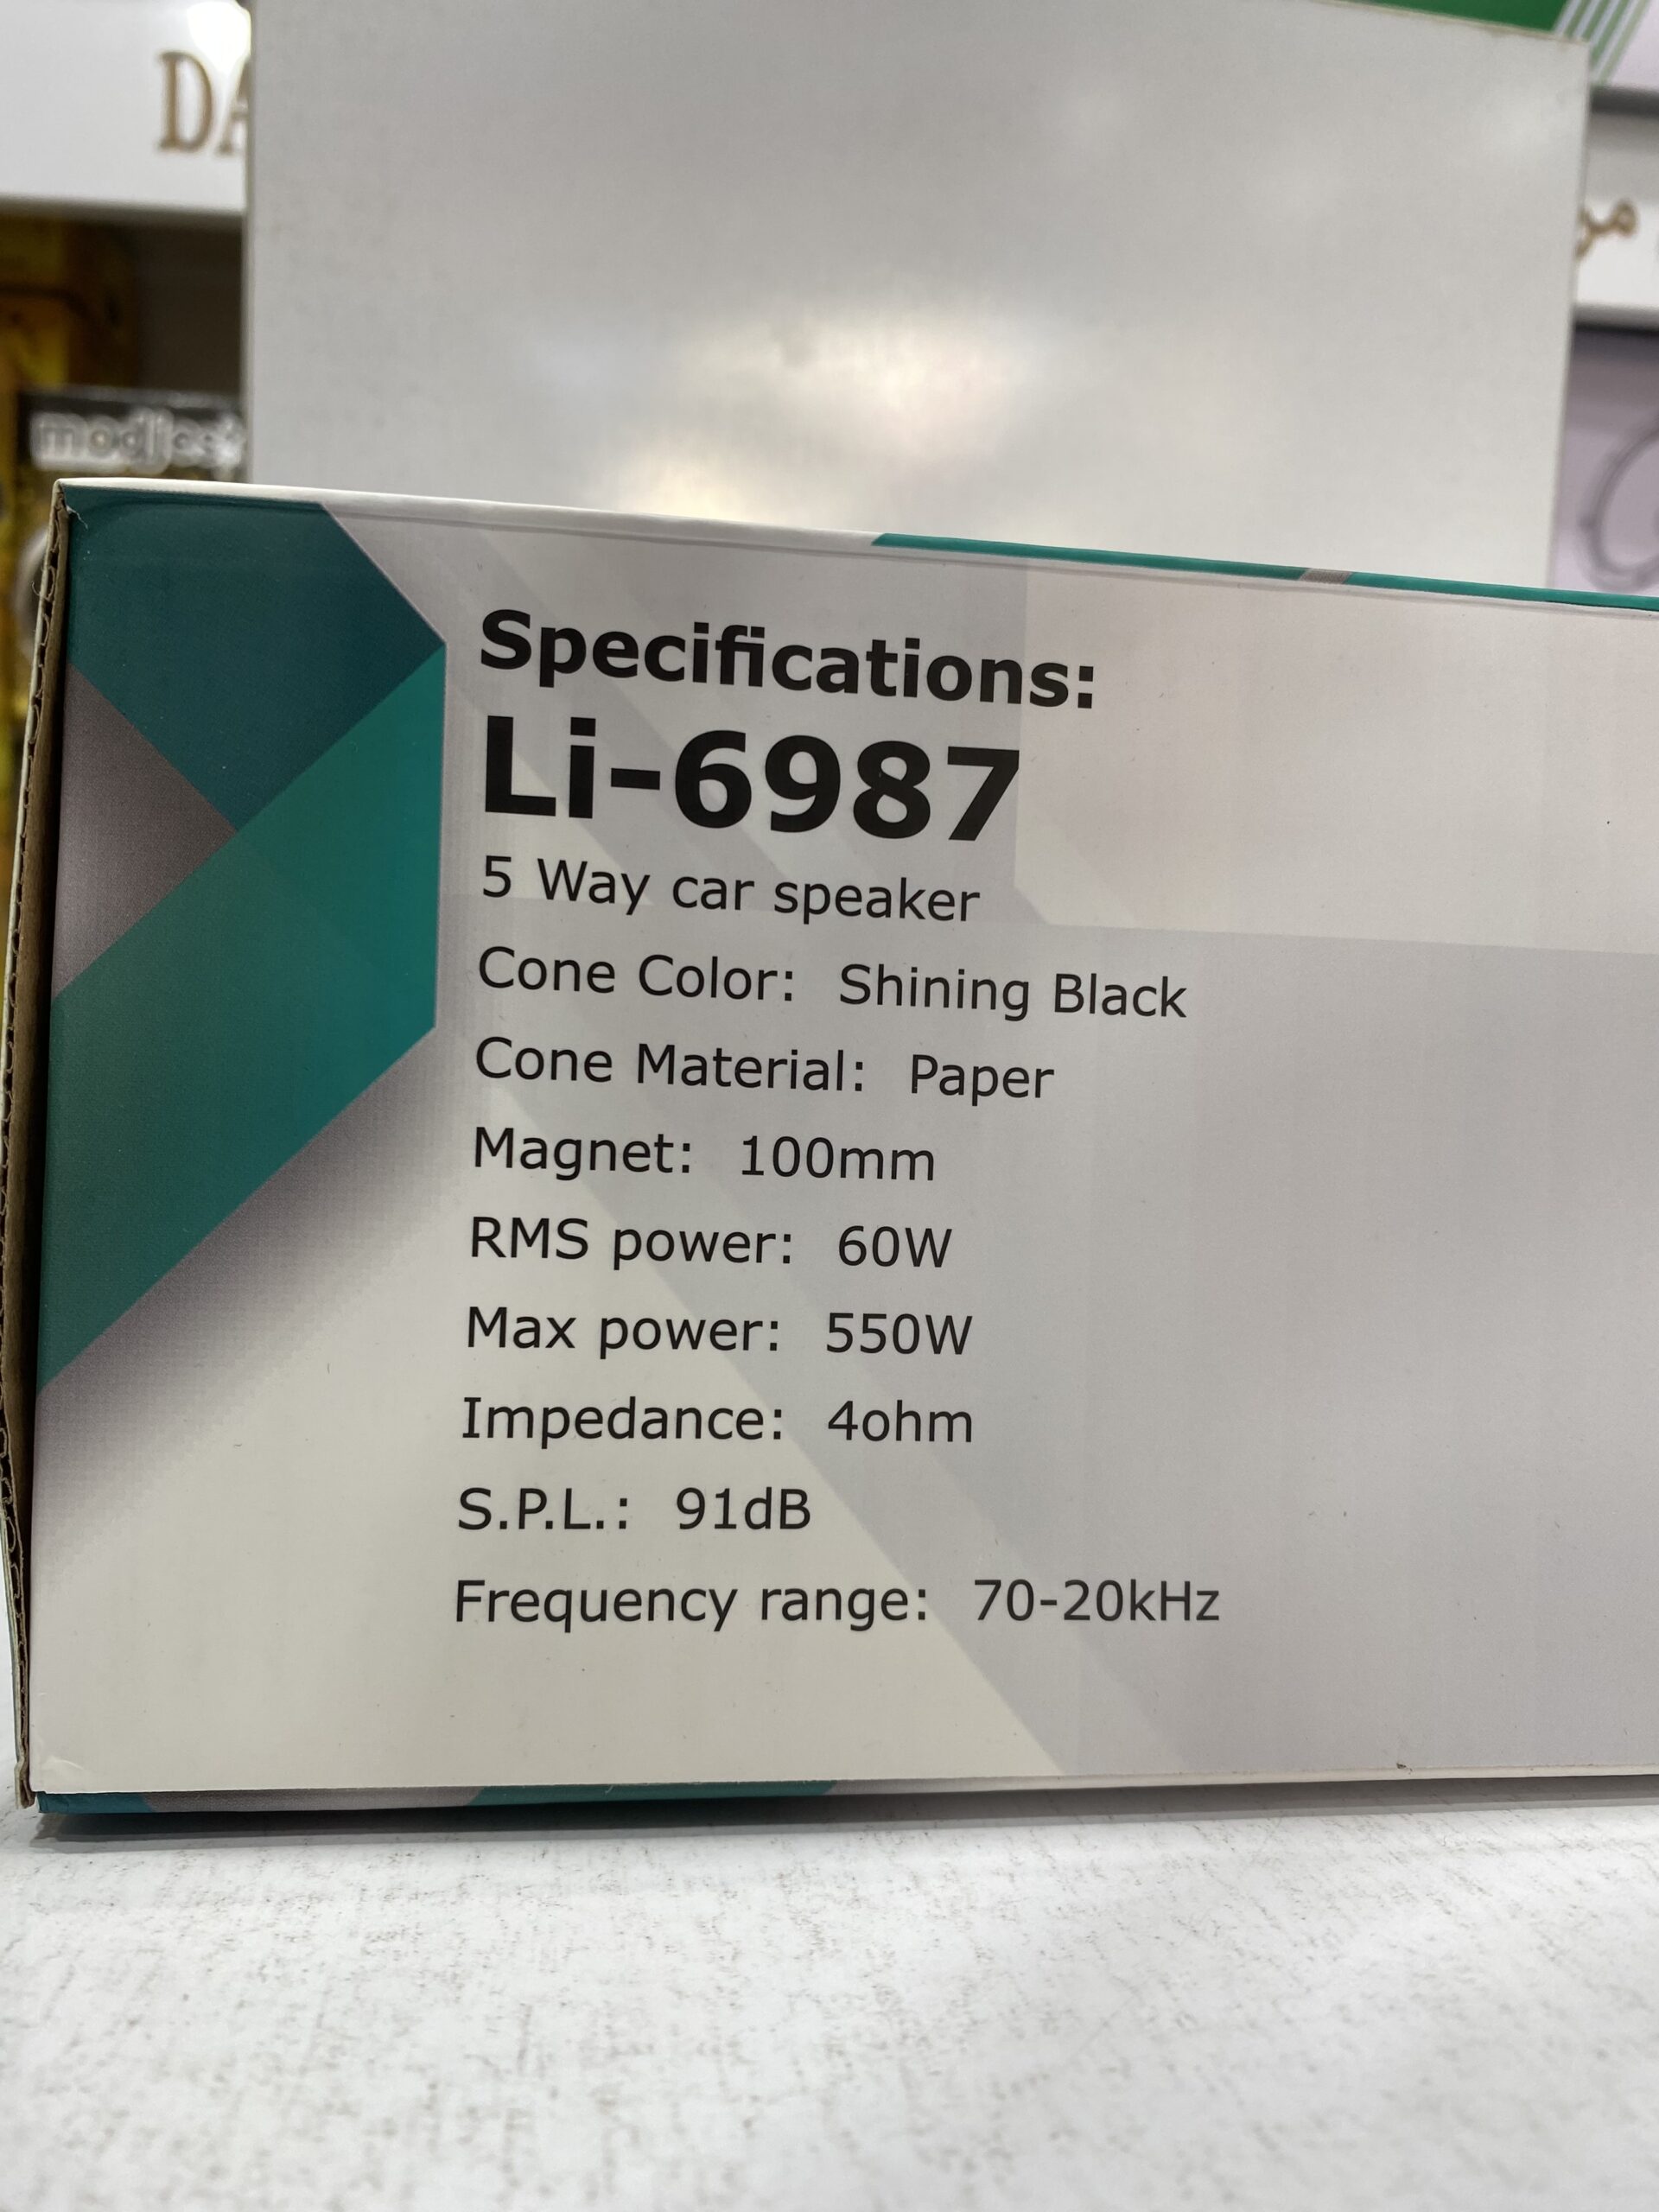 modjest
Specifications:
Li-6987
5 Way car speaker
Cone Color: Shining Black
Cone Material: Paper
Magnet: 100mm
RMS power: 60W
Max power: 550W
Impedance: 4ohm
S.P.L.: 91dB
Frequency range: 70-20kHz